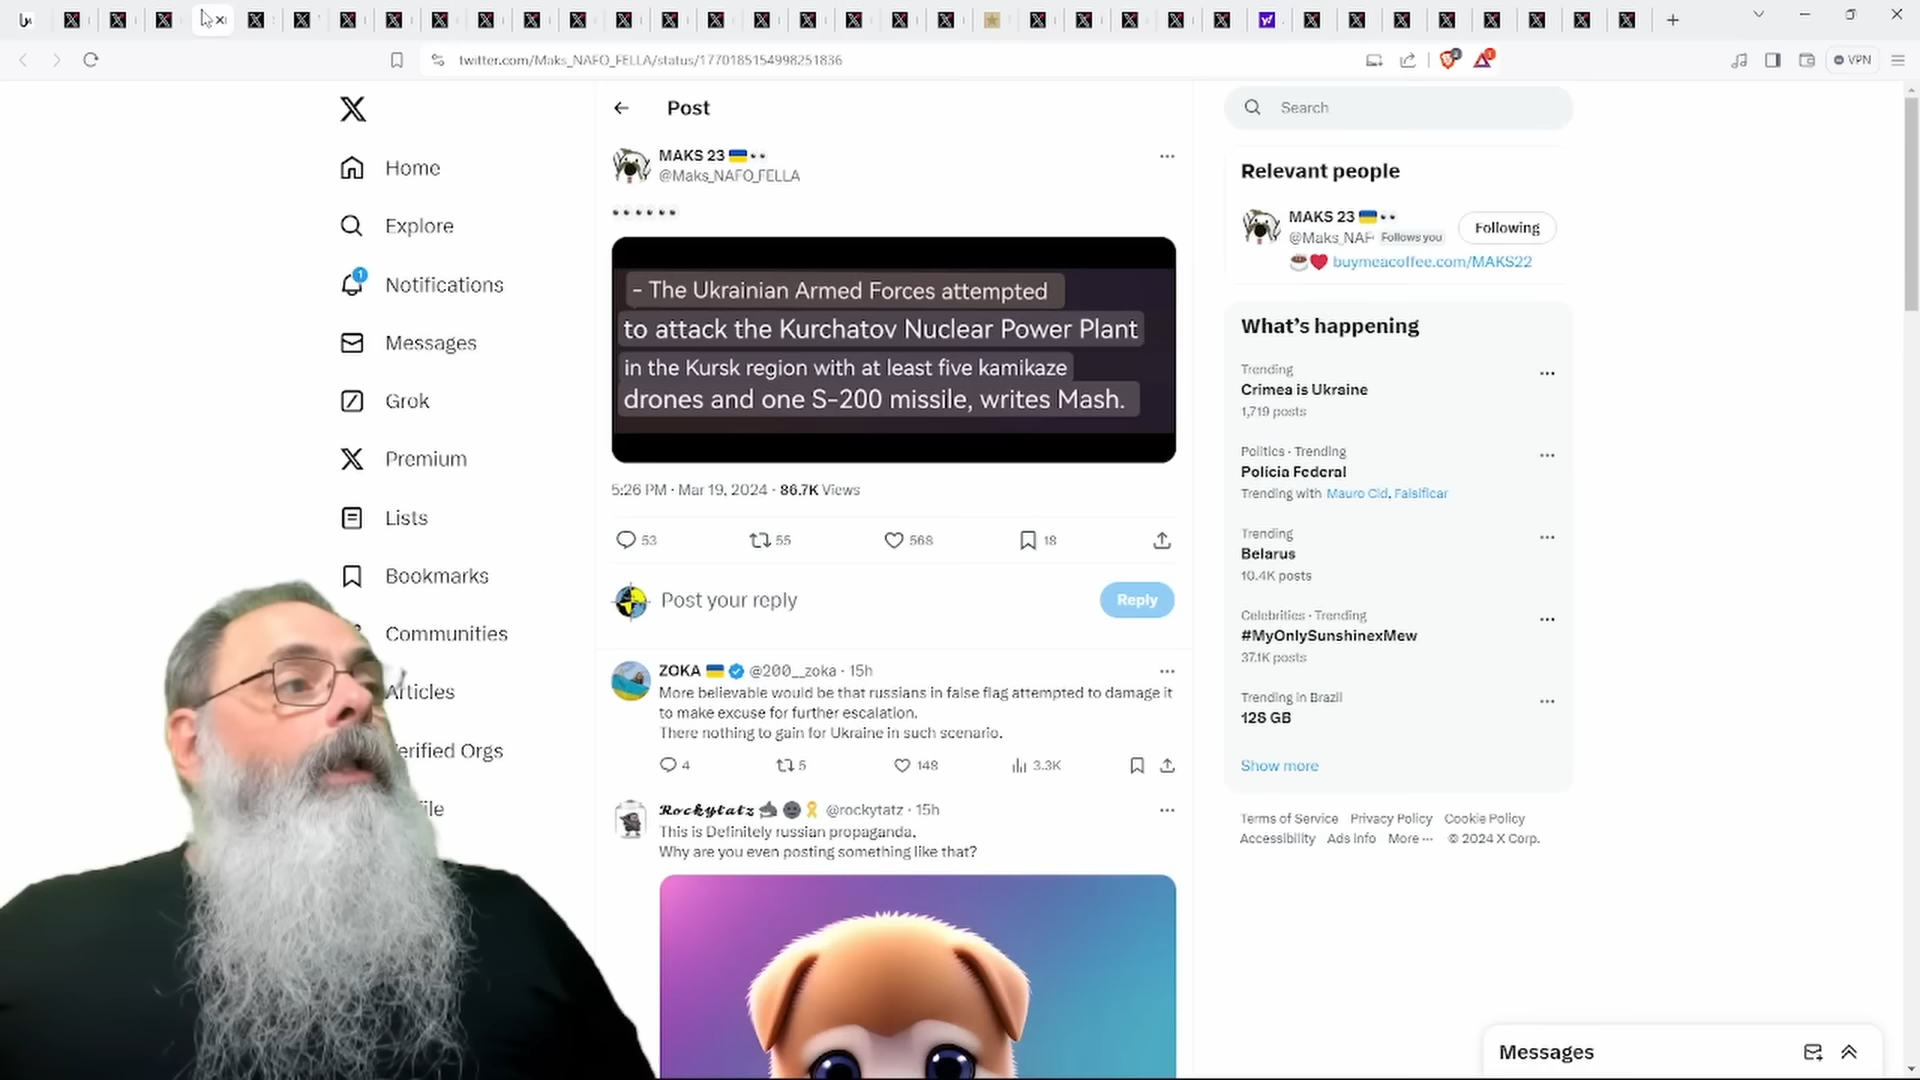 twitter.com/Maks_NAFO_FELLA/status/1770185154998251836
VPN
Home
Explore
1
Notifications
Messages
Grok
Premium
Lists
Bookmarks
Communities
Articles
erified Orgs
file
Post
MAKS 23
@Maks_NAFO_FELLA
- The Ukrainian Armed Forces attempted
to attack the Kurchatov Nuclear Power Plant
in the Kursk region with at least five kamikaze
drones and one S-200 missile, writes Mash.
5:26 PM · Mar 19, 2024 · 86.7K Views
53 55 568 18
Post your reply
Reply
ZOKA @200__zoka · 15h
More believable would be that russians in false flag attempted to damage it
to make excuse for further escalation.
There nothing to gain for Ukraine in such scenario.
4 5 148 3.3K
Rockytatz @rockytatz · 15h
This is Definitely russian propaganda.
Why are you even posting something like that?
Search
Relevant people
MAKS 23
@Maks_NAF Follows you
Following
buymeacoffee.com/MAKS22
What's happening
Trending
Crimea is Ukraine
1,719 posts
Politics · Trending
Polícia Federal
Trending with Mauro Cid, Falsificar
Trending
Belarus
10.4K posts
Celebrities · Trending
#MyOnlySunshinexMew
37.1K posts
Trending in Brazil
128 GB
Show more
Terms of Service Privacy Policy Cookie Policy
Accessibility Ads info More ··· © 2024 X Corp.
Messages